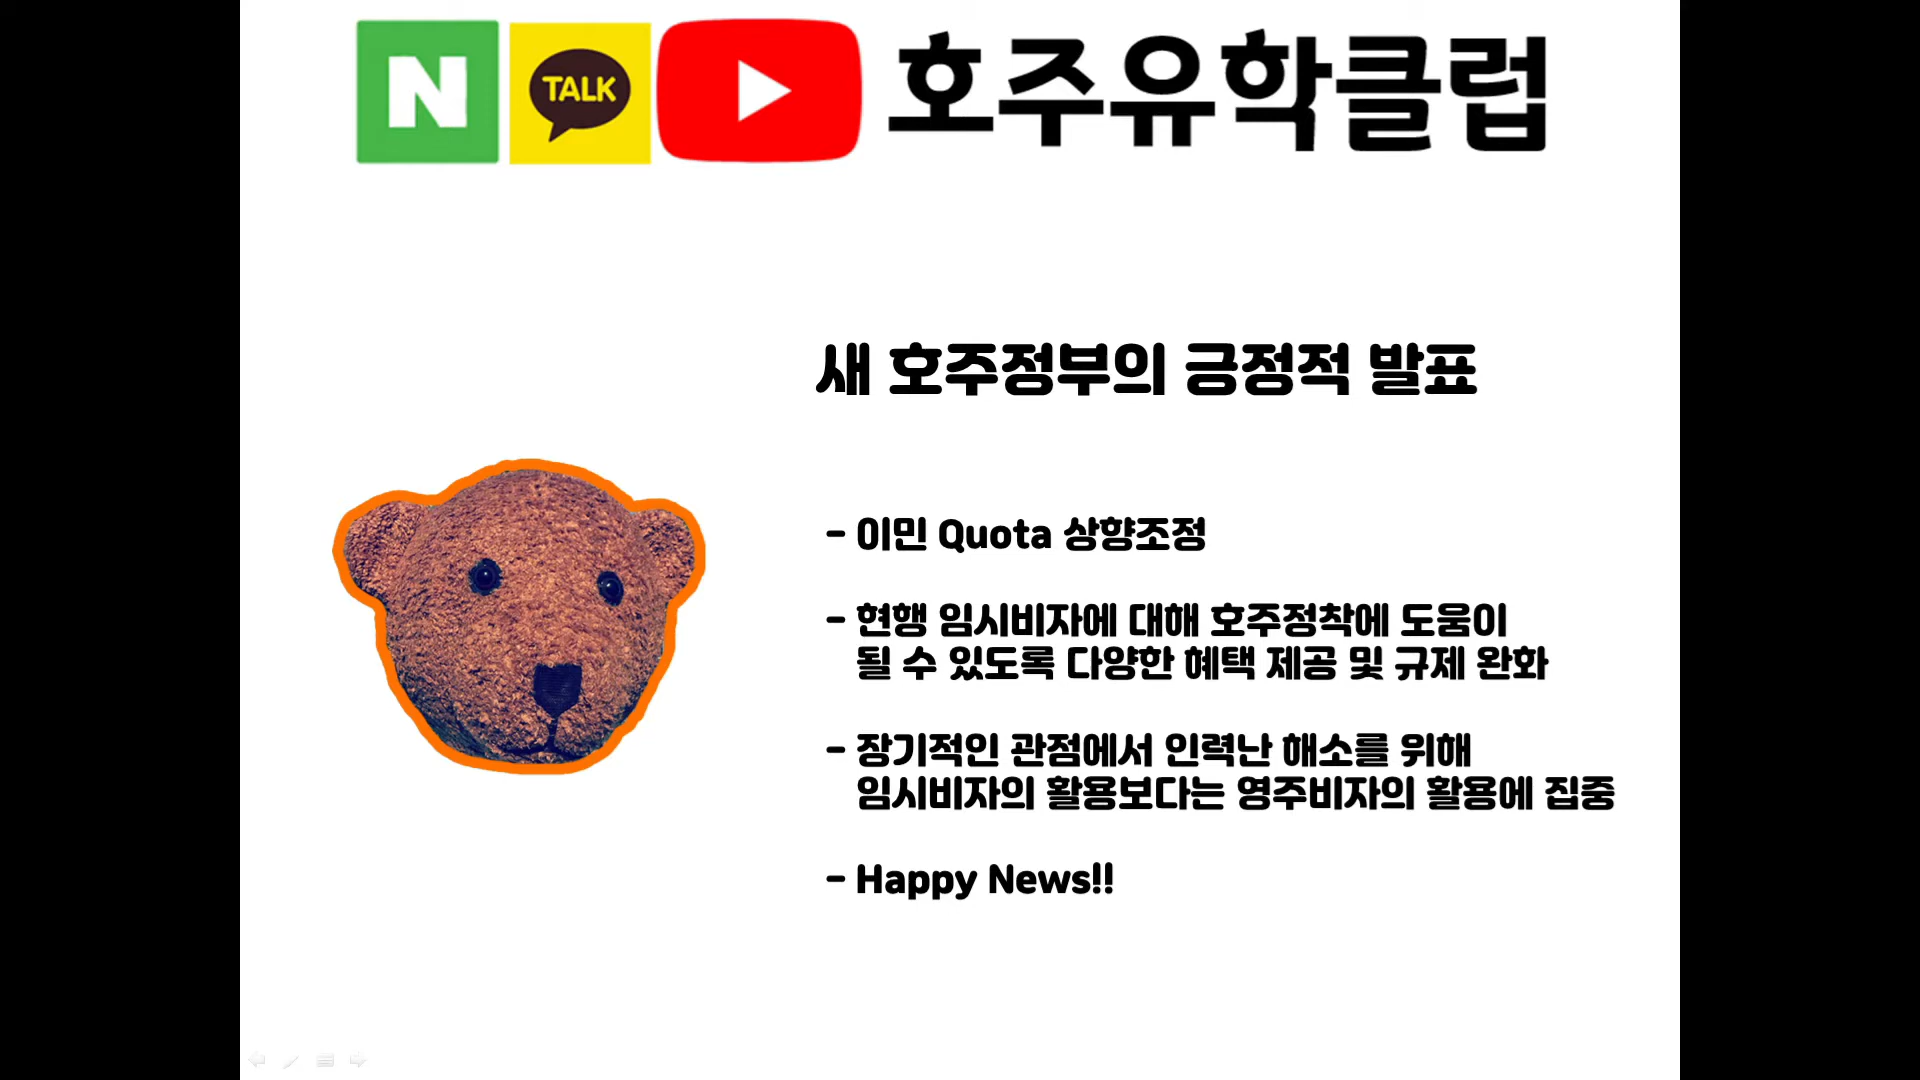 N TALK 호주유학클럽
새 호주정부의 긍정적 발표
- 이민 Quota 상향조정
- 현행 임시비자에 대해 호주정착에 도움이
될 수 있도록 다양한 혜택 제공 및 규제 완화
- 장기적인 관점에서 인력난 해소를 위해
임시비자의 활용보다는 영주비자의 활용에 집중
- Happy News!!